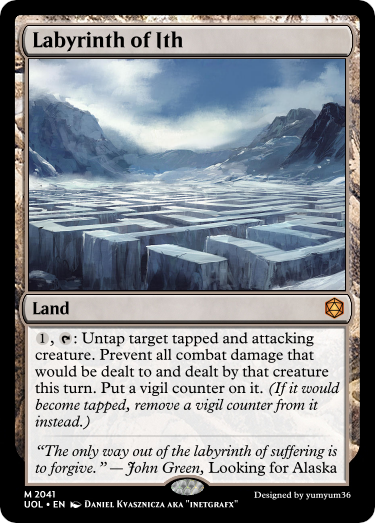 Labyrinth of Ith
Land
1, T: Untap target tapped and attacking
creature. Prevent all combat damage that
would be dealt to and dealt by that creature
this turn. Put a vigil counter on it. (If it would
become tapped, remove a vigil counter from it
instead.)
"The only way out of the labyrinth of suffering is
to forgive." — John Green, Looking for Alaska
M 2041
UOL • EN DANIEL KVASZNICZA AKA "INETGRAFX"
Designed by yumyum36